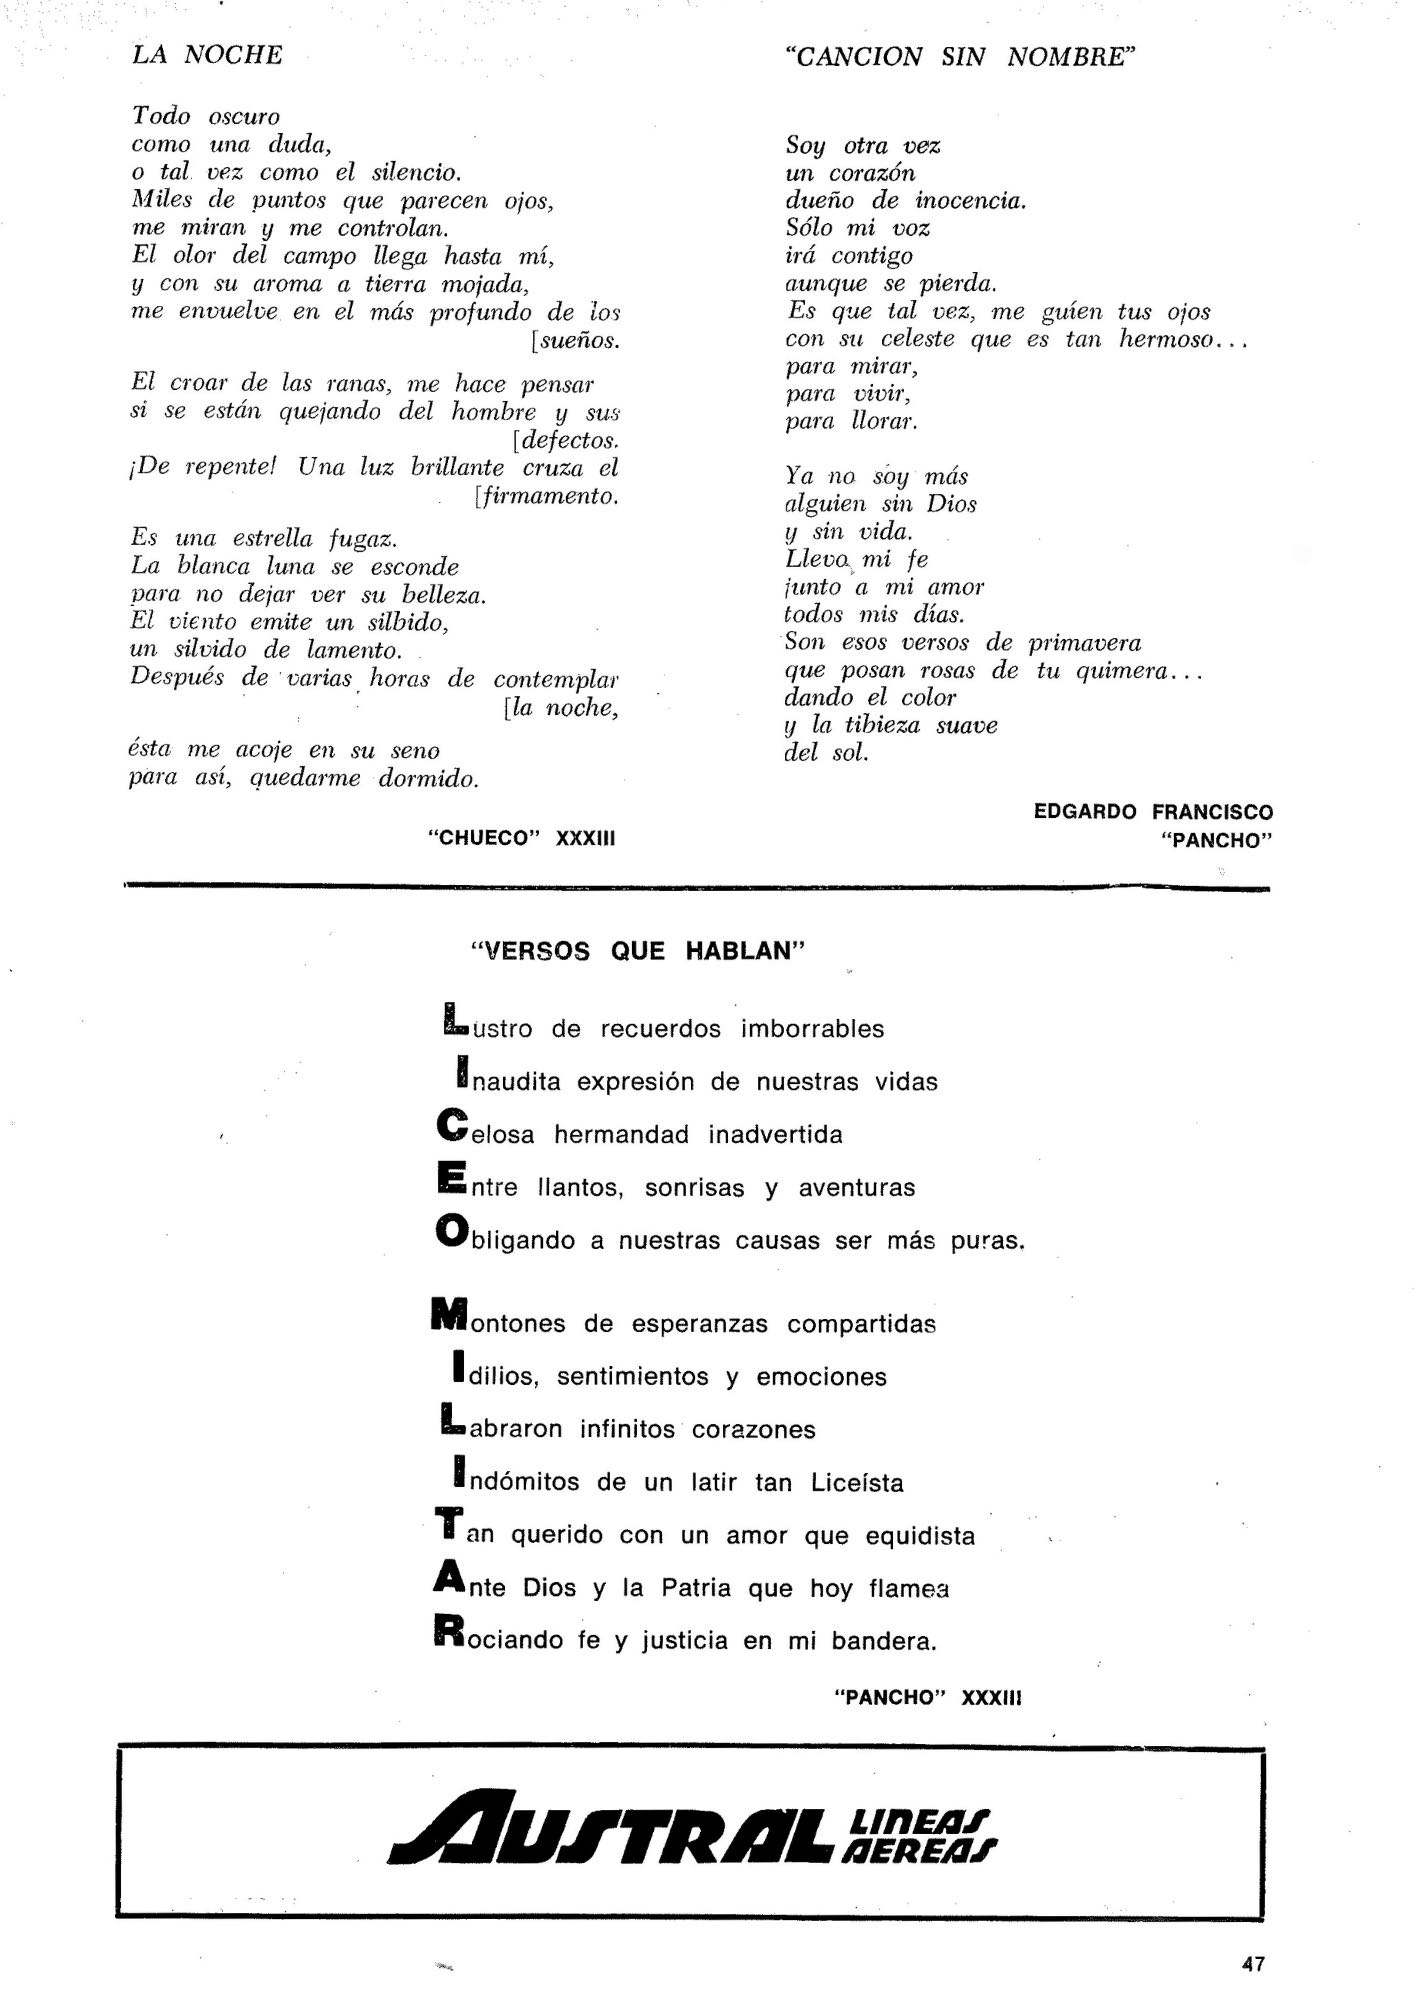 LA NOCHE
Todo oscuro
como una duda,
o tal vez como el silencio.
Miles de puntos que parecen ojos,
me miran y me controlan.
El olor del campo llega hasta mí,
y con su aroma a tierra mojada,
me envuelve en el más profundo de los
[sueños.
El croar de las ranas, me hace pensar
si se están quejando del hombre y sus
[defectos.
¡De repente! Una luz brillante cruza el
[firmamento.
Es una estrella fugaz.
La blanca luna se esconde
para no dejar ver su belleza.
El viento emite un silbido,
un silvido de lamento.
Después de varias horas de contemplar
[la noche,
ésta me acoje en su seno
para así, quedarme dormido.
"CHUECO" XXXIII
"CANCION SIN NOMBRE"
Soy otra vez
un corazón
dueño de inocencia.
Sólo mi voz
irá contigo
aunque se pierda.
Es que tal vez, me guíen tus ojos
con su celeste que es tan hermoso...
para mirar,
para vivir,
para llorar.
Ya no soy más
alguien sin Dios
y sin vida.
Llevo mi fe
junto a mi amor
todos mis días.
Son esos versos de primavera
que posan rosas de tu quimera...
dando el color
y la tibieza suave
del sol.
EDGARDO FRANCISCO
"PANCHO"
"VERSOS QUE HABLAN"
Lustro de recuerdos imborrables
Inaudita expresión de nuestras vidas
Celosa hermandad inadvertida
Entre llantos, sonrisas y aventuras
Obligando a nuestras causas ser más puras.
Montones de esperanzas compartidas
Idilios, sentimientos y emociones
Labraron infinitos corazones
Indómitos de un latir tan Liceísta
Tan querido con un amor que equidista
Ante Dios y la Patria que hoy flamea
Rociando fe y justicia en mi bandera.
"PANCHO" XXXIII
AUSTRAL LINEAS
AEREAS
47